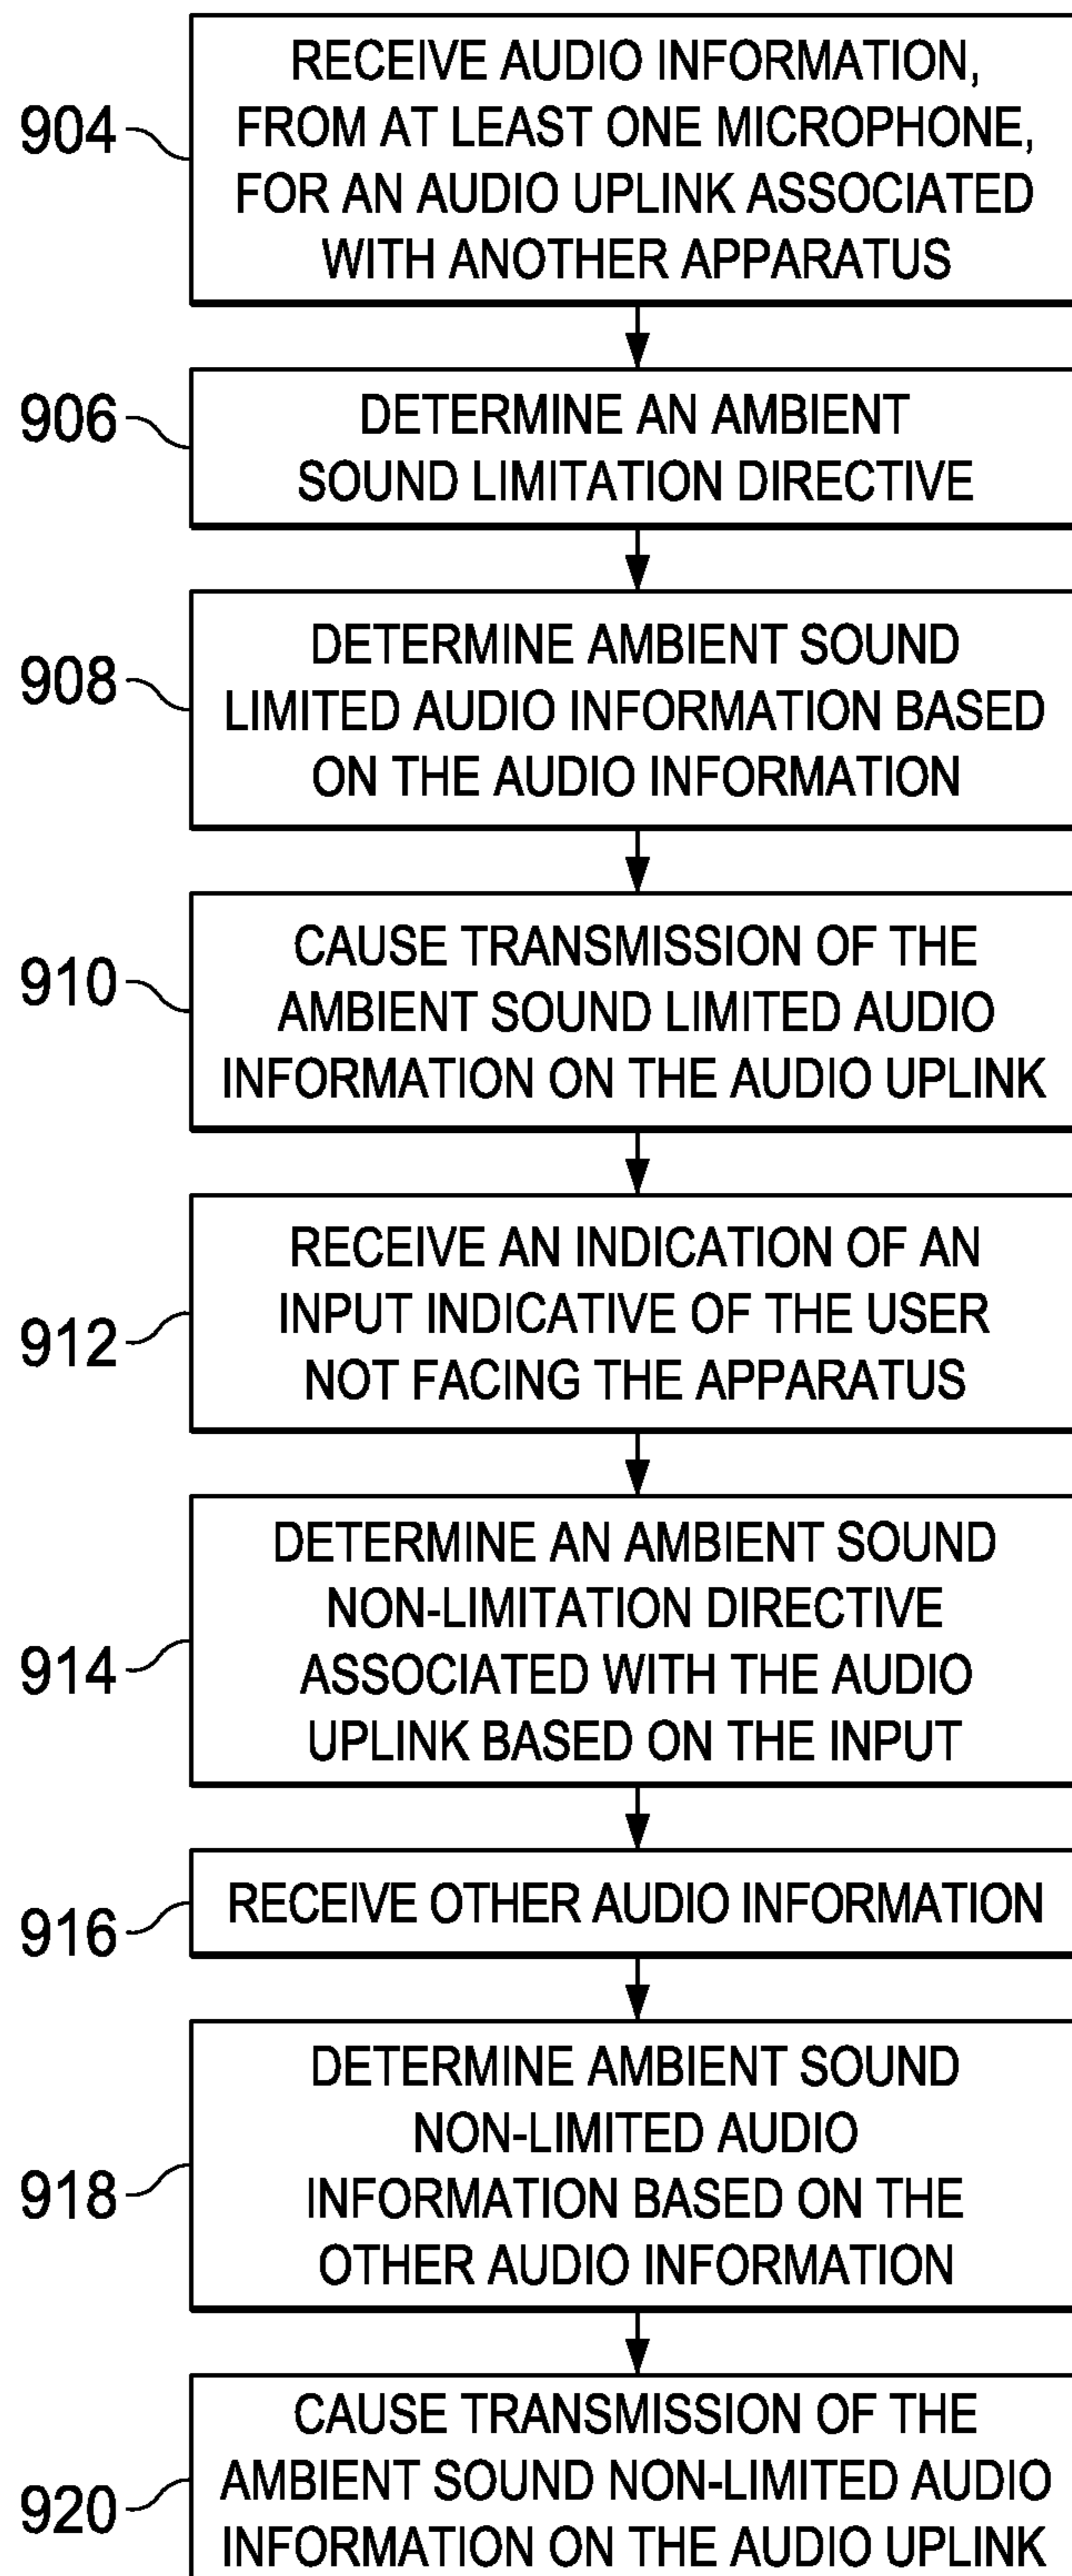 904
RECEIVE AUDIO INFORMATION,
FROM AT LEAST ONE MICROPHONE,
FOR AN AUDIO UPLINK ASSOCIATED
WITH ANOTHER APPARATUS
906
DETERMINE AN AMBIENT
SOUND LIMITATION DIRECTIVE
908
DETERMINE AMBIENT SOUND
LIMITED AUDIO INFORMATION BASED
ON THE AUDIO INFORMATION
910
CAUSE TRANSMISSION OF THE
AMBIENT SOUND LIMITED AUDIO
INFORMATION ON THE AUDIO UPLINK
912
RECEIVE AN INDICATION OF AN
INPUT INDICATIVE OF THE USER
NOT FACING THE APPARATUS
914
DETERMINE AN AMBIENT SOUND
NON-LIMITATION DIRECTIVE
ASSOCIATED WITH THE AUDIO
UPLINK BASED ON THE INPUT
916
RECEIVE OTHER AUDIO INFORMATION
918
DETERMINE AMBIENT SOUND
NON-LIMITED AUDIO
INFORMATION BASED ON THE
OTHER AUDIO INFORMATION
920
CAUSE TRANSMISSION OF THE
AMBIENT SOUND NON-LIMITED AUDIO
INFORMATION ON THE AUDIO UPLINK